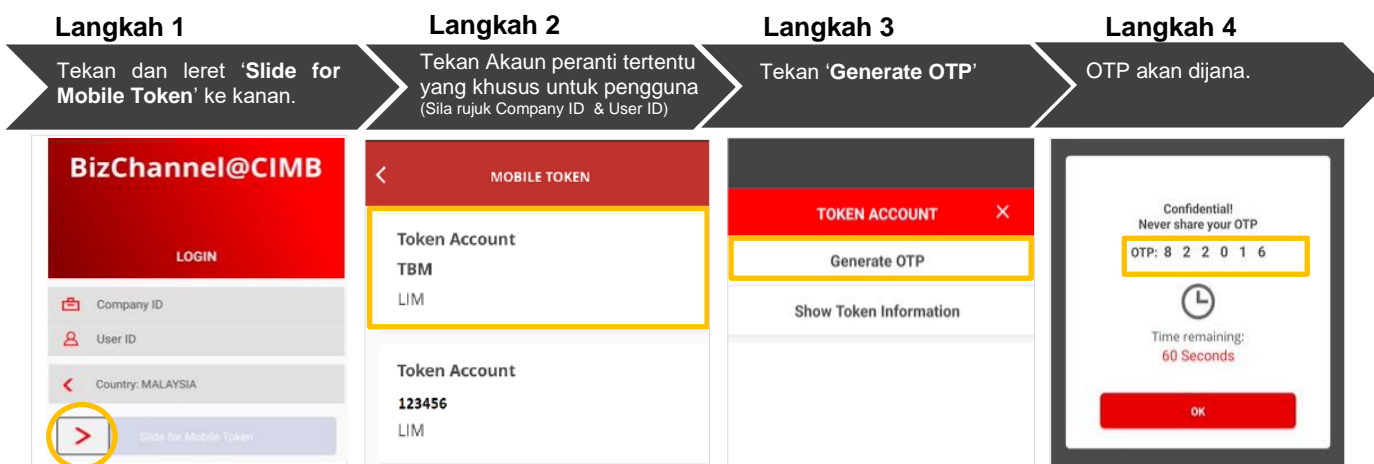 Langkah 1
Tekan dan leret ‘Slide for
Mobile Token’ ke kanan.
BizChannel@CIMB
LOGIN
Company ID
User ID
Country: MALAYSIA
Slide for Mobile Token
Langkah 2
Tekan Akaun peranti tertentu
yang khusus untuk pengguna
(Sila rujuk Company ID & User ID)
MOBILE TOKEN
Token Account
TBM
LIM
Token Account
123456
LIM
Langkah 3
Tekan ‘Generate OTP’
TOKEN ACCOUNT
Generate OTP
Show Token Information
Langkah 4
OTP akan dijana.
Confidential!
Never share your OTP
OTP: 8 2 2 0 1 6
Time remaining:
60 Seconds
OK